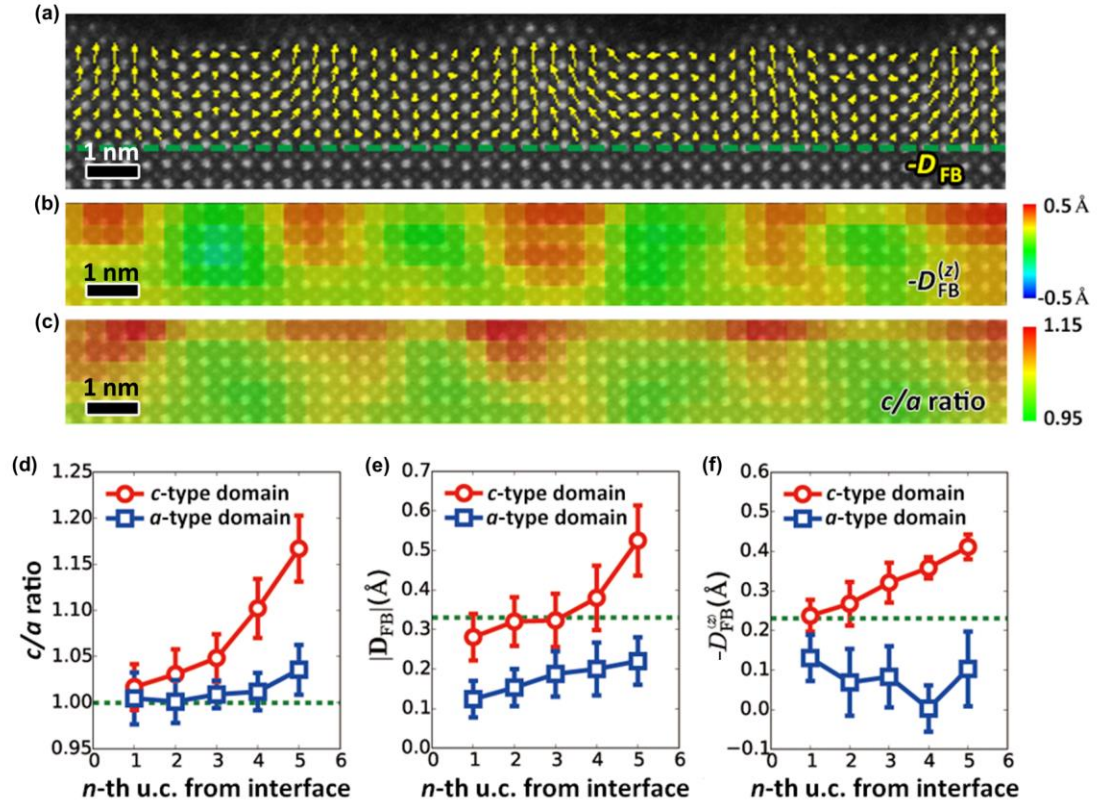 (a)
1 nm
-D FB
(b)
1 nm
-D FB (z)
0.5 Å
-0.5 Å
(c)
1 nm
c/a ratio
1.15
0.95
(d)
1.25
1.20
1.15
1.10
1.05
1.00
0.95
c/a ratio
c-type domain
a-type domain
0 1 2 3 4 5 6
n-th u.c. from interface
(e)
0.7
0.6
0.5
0.4
0.3
0.2
0.1
0.0
|D FB|(Å)
c-type domain
a-type domain
0 1 2 3 4 5 6
n-th u.c. from interface
(f)
0.6
0.5
0.4
0.3
0.2
0.1
0.0
−0.1
-D FB (z) (Å)
c-type domain
a-type domain
0 1 2 3 4 5 6
n-th u.c. from interface